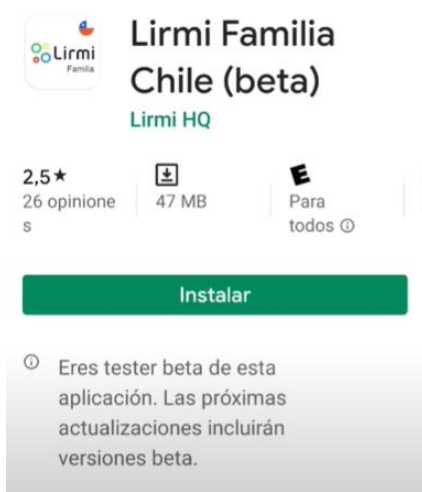 Lirmi
Familia
Lirmi Familia
Chile (beta)
Lirmi HQ
2,5★
26 opinione
s
47 MB
E
Para
todos
Instalar
Eres tester beta de esta
aplicación. Las próximas
actualizaciones incluirán
versiones beta.